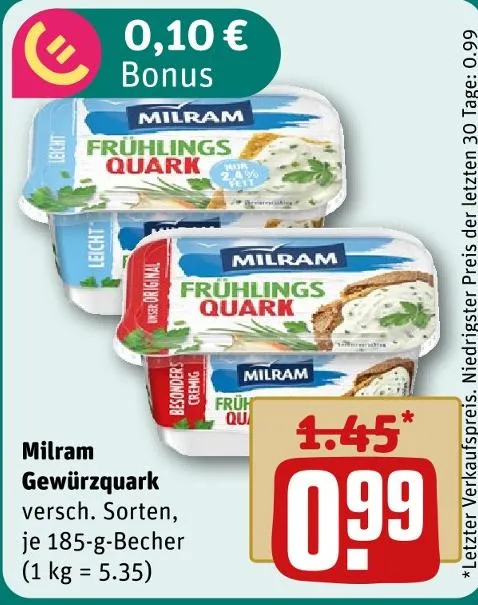 0,10 €
Bonus
MILRAM
LEICHT
FRÜHLINGS
QUARK
NUR
2,4%
FETT
LEICHT
MILRAM
UNSER ORIGINAL
FRÜHLINGS
QUARK
BESONDERS
CREMIG
MILRAM
FRÜH
QU
Milram
Gewürzquark
versch. Sorten,
je 185-g-Becher
(1 kg = 5.35)
1.45*
0.99
*Letzter Verkaufspreis. Niedrigster Preis der letzten 30 Tage: 0.99